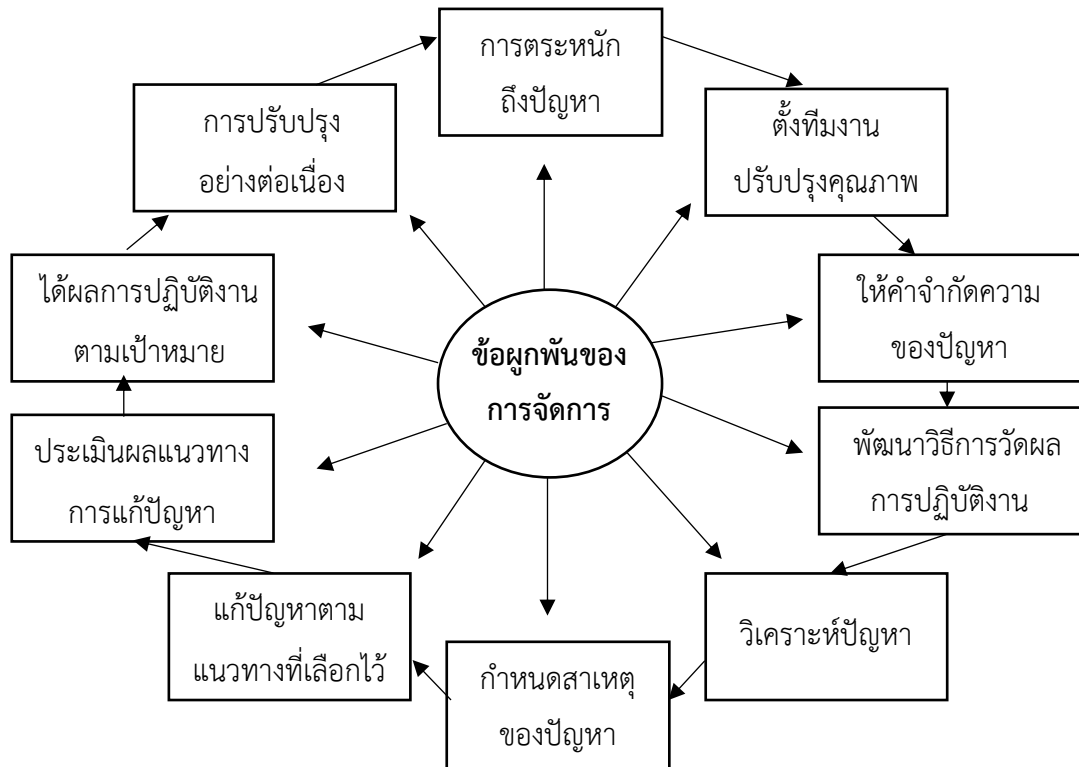 การตระหนัก
ถึงปัญหา
ตั้งทีมงาน
ปรับปรุงคุณภาพ
ให้คำจำกัดความ
ของปัญหา
พัฒนาวิธีการวัดผล
การปฏิบัติงาน
วิเคราะห์ปัญหา
กำหนดสาเหตุ
ของปัญหา
แก้ปัญหาตาม
แนวทางที่เลือกไว้
ประเมินผลแนวทาง
การแก้ปัญหา
ได้ผลการปฏิบัติงาน
ตามเป้าหมาย
การปรับปรุง
อย่างต่อเนื่อง
ข้อผูกพันของ
การจัดการ